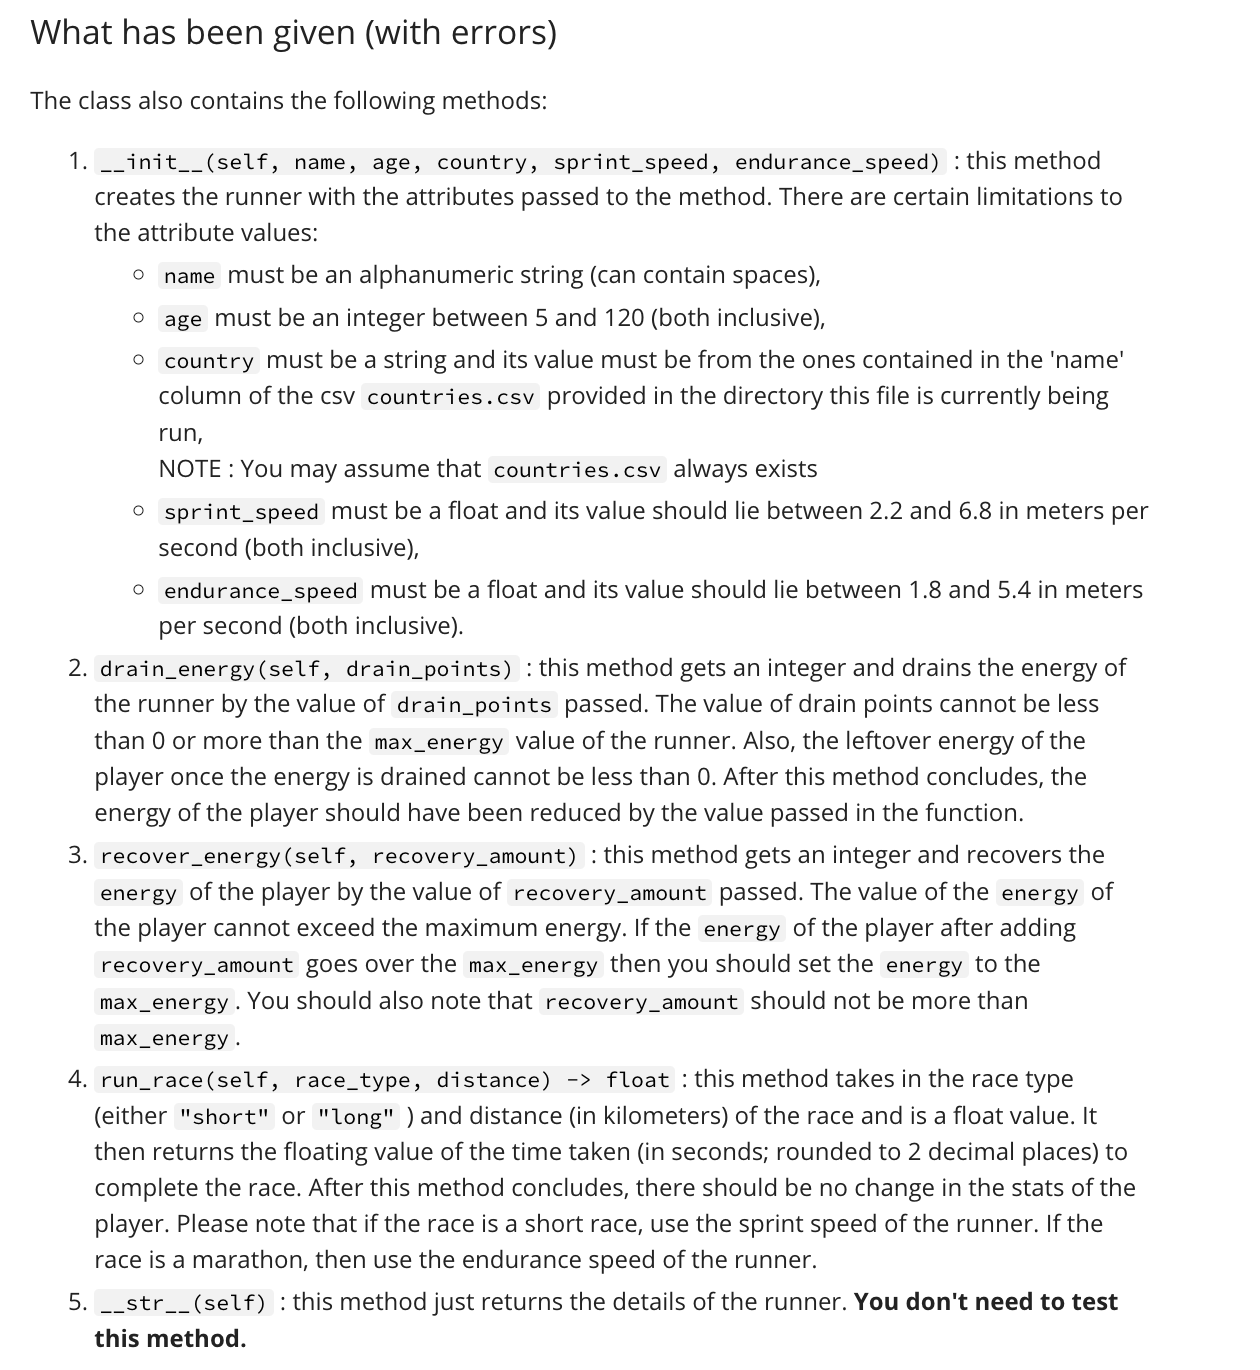 What has been given (with errors)
The class also contains the following methods:
1. __init__(self, name, age, country, sprint_speed, endurance_speed) : this method
creates the runner with the attributes passed to the method. There are certain limitations to
the attribute values:
○ name must be an alphanumeric string (can contain spaces),
○ age must be an integer between 5 and 120 (both inclusive),
○ country must be a string and its value must be from the ones contained in the 'name'
column of the csv countries.csv provided in the directory this file is currently being
run,
NOTE : You may assume that countries.csv always exists
○ sprint_speed must be a float and its value should lie between 2.2 and 6.8 in meters per
second (both inclusive),
○ endurance_speed must be a float and its value should lie between 1.8 and 5.4 in meters
per second (both inclusive).
2. drain_energy(self, drain_points) : this method gets an integer and drains the energy of
the runner by the value of drain_points passed. The value of drain points cannot be less
than 0 or more than the max_energy value of the runner. Also, the leftover energy of the
player once the energy is drained cannot be less than 0. After this method concludes, the
energy of the player should have been reduced by the value passed in the function.
3. recover_energy(self, recovery_amount) : this method gets an integer and recovers the
energy of the player by the value of recovery_amount passed. The value of the energy of
the player cannot exceed the maximum energy. If the energy of the player after adding
recovery_amount goes over the max_energy then you should set the energy to the
max_energy. You should also note that recovery_amount should not be more than
max_energy.
4. run_race(self, race_type, distance) -> float : this method takes in the race type
(either "short" or "long" ) and distance (in kilometers) of the race and is a float value. It
then returns the floating value of the time taken (in seconds; rounded to 2 decimal places) to
complete the race. After this method concludes, there should be no change in the stats of the
player. Please note that if the race is a short race, use the sprint speed of the runner. If the
race is a marathon, then use the endurance speed of the runner.
5. __str__(self) : this method just returns the details of the runner. You don't need to test
this method.